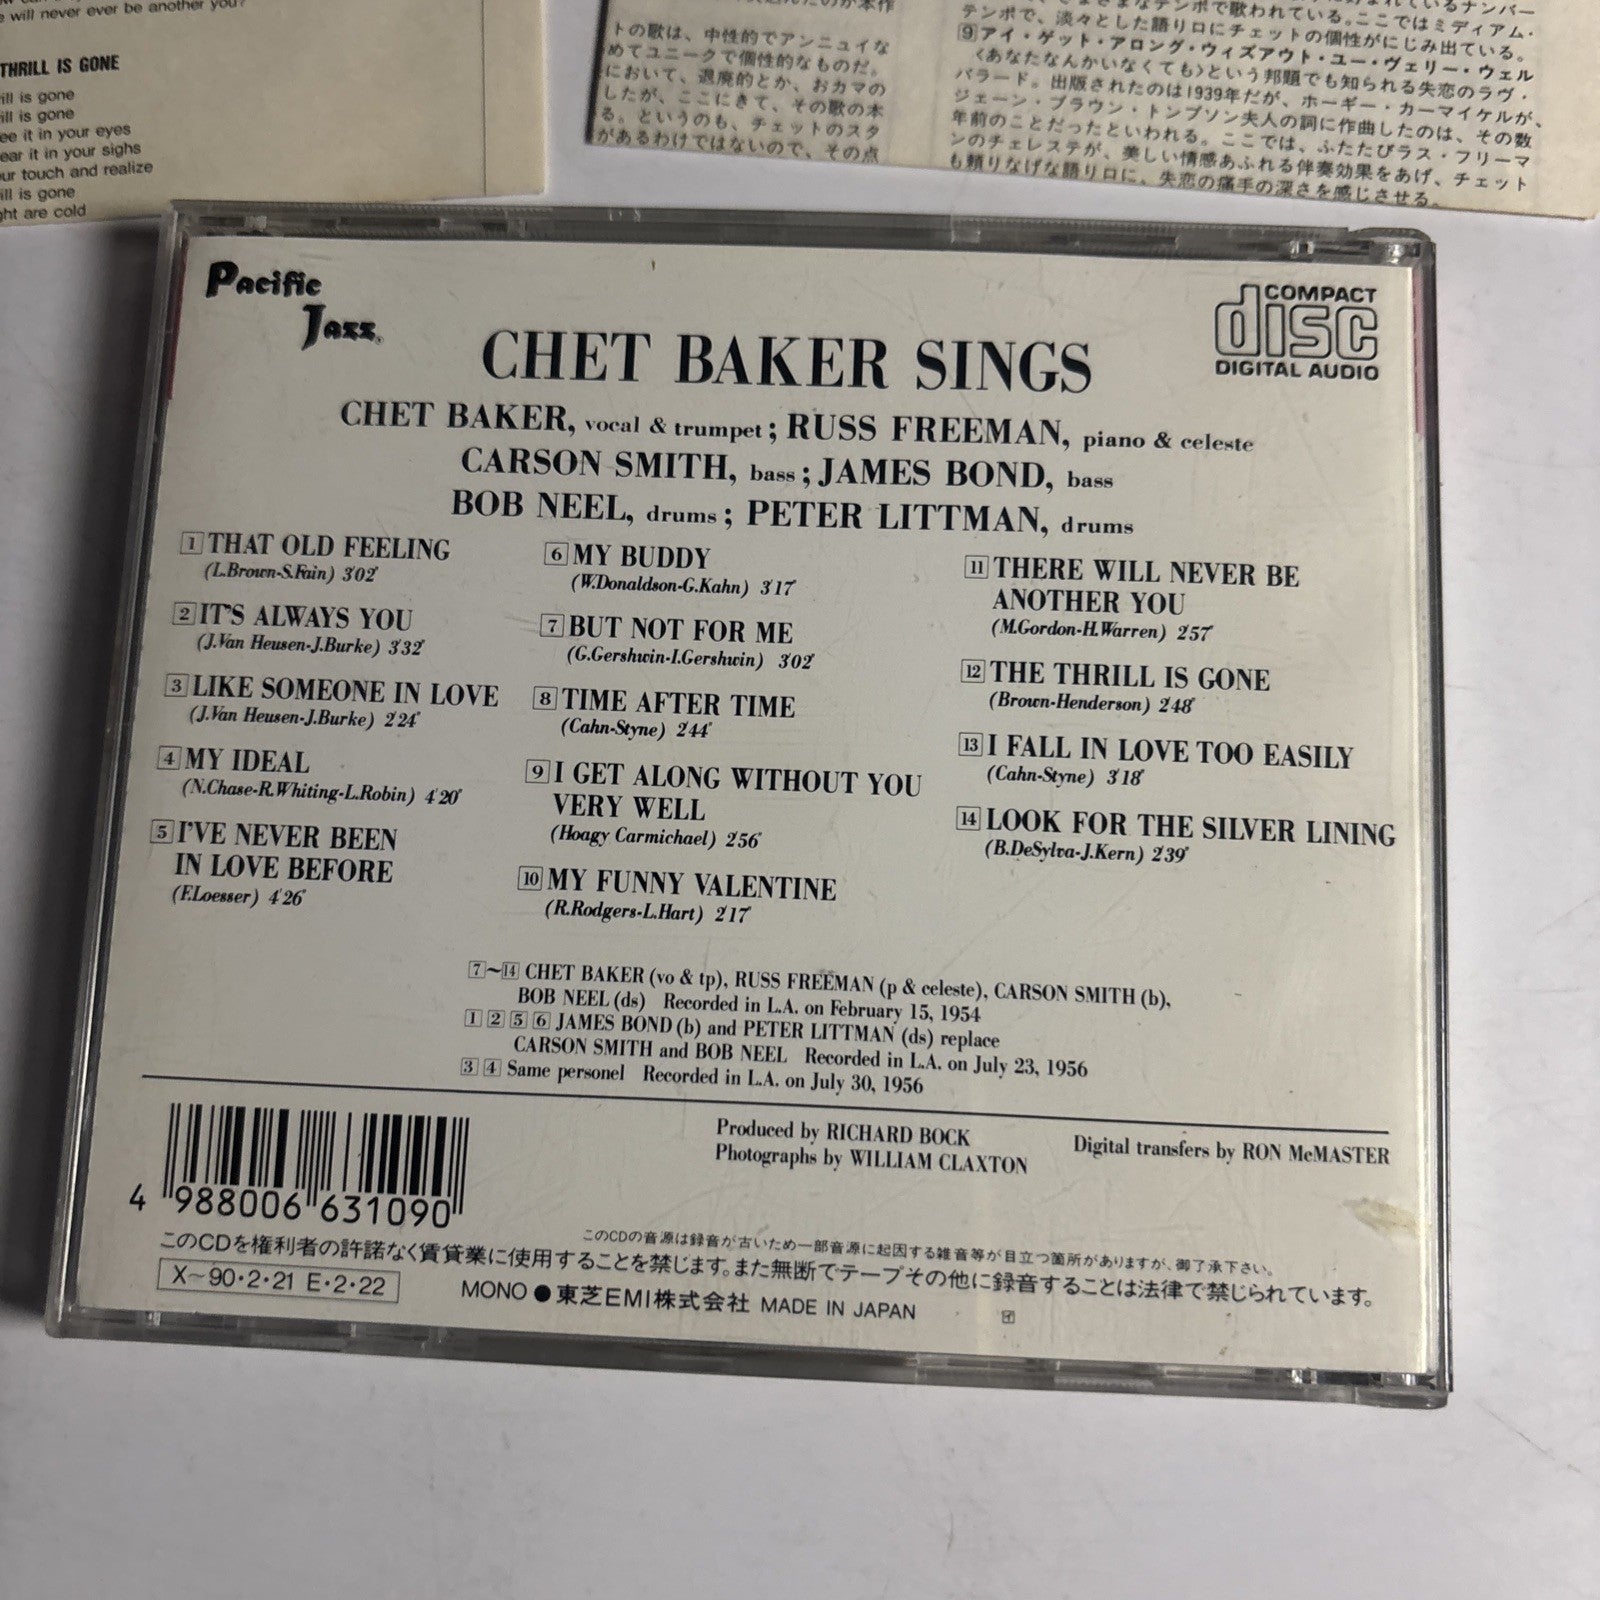 e will never ever be another you?
THRILL IS GONE
ill is gone
ill is gone
ee it in your eyes
ear it in your sighs
ur touch and realize
ill is gone
ght are cold
トの歌は、中性的でアンニュイな
めてユニークで個性的なものだ。
において、退廃的とか、おカマの
したが、ここにきて、その歌の本
る。というのも、チェットのスタ
があるわけではないので、その点
テンポで、淡々とした語り口にチェットの個性がにじみ出ている。
9 アイ・ゲット・アロング・ウィズアウト・ユー・ヴェリー・ウェル
〈あなたなんかいなくても〉という邦題でも知られる失恋のラヴ・
バラード。出版されたのは1939年だが、ホーギー・カーマイケルが、
ジェーン・ブラウン・トンプソン夫人の詞に作曲したのは、その数
年前のことだったといわれる。ここでは、ふたたびラス・フリーマ
ンのチェレステが、美しい情感あふれる伴奏効果をあげ、チェット
も頼りなげな語り口に、失恋の痛手の深さを感じさせる。
Pacific
Jazz®
COMPACT
disc
DIGITAL AUDIO
CHET BAKER SINGS
CHET BAKER, vocal & trumpet; RUSS FREEMAN, piano & celeste
CARSON SMITH, bass; JAMES BOND, bass
BOB NEEL, drums; PETER LITTMAN, drums
1 THAT OLD FEELING
(L.Brown-S.Fain) 3'02"
2 IT'S ALWAYS YOU
(J.Van Heusen-J.Burke) 3'32"
3 LIKE SOMEONE IN LOVE
(J.Van Heusen-J.Burke) 2'24"
4 MY IDEAL
(N.Chase-R.Whiting-L.Robin) 4'20"
5 I'VE NEVER BEEN
IN LOVE BEFORE
(F.Loesser) 4'26"
6 MY BUDDY
(W.Donaldson-G.Kahn) 3'17"
7 BUT NOT FOR ME
(G.Gershwin-I.Gershwin) 3'02"
8 TIME AFTER TIME
(Cahn-Styne) 2'44"
9 I GET ALONG WITHOUT YOU
VERY WELL
(Hoagy Carmichael) 2'56"
10 MY FUNNY VALENTINE
(R.Rodgers-L.Hart) 2'17"
11 THERE WILL NEVER BE
ANOTHER YOU
(M.Gordon-H.Warren) 2'57"
12 THE THRILL IS GONE
(Brown-Henderson) 2'48"
13 I FALL IN LOVE TOO EASILY
(Cahn-Styne) 3'18"
14 LOOK FOR THE SILVER LINING
(B.DeSylva-J.Kern) 2'39"
7~14 CHET BAKER (vo & tp), RUSS FREEMAN (p & celeste), CARSON SMITH (b),
BOB NEEL (ds) Recorded in L.A. on February 15, 1954
1 2 5 6 JAMES BOND (b) and PETER LITTMAN (ds) replace
CARSON SMITH and BOB NEEL Recorded in L.A. on July 23, 1956
3 4 Same personel Recorded in L.A. on July 30, 1956
Produced by RICHARD BOCK
Photographs by WILLIAM CLAXTON
Digital transfers by RON McMASTER
4 988006 631090
このCDの音源は録音が古いため一部音源に起因する雑音等が目立つ箇所がありますが、御了承下さい。
このCDを権利者の許諾なく賃貸業に使用することを禁じます。また無断でテープその他に録音することは法律で禁じられています。
X~90・2・21 E・2・22
MONO ● 東芝EMI株式会社 MADE IN JAPAN